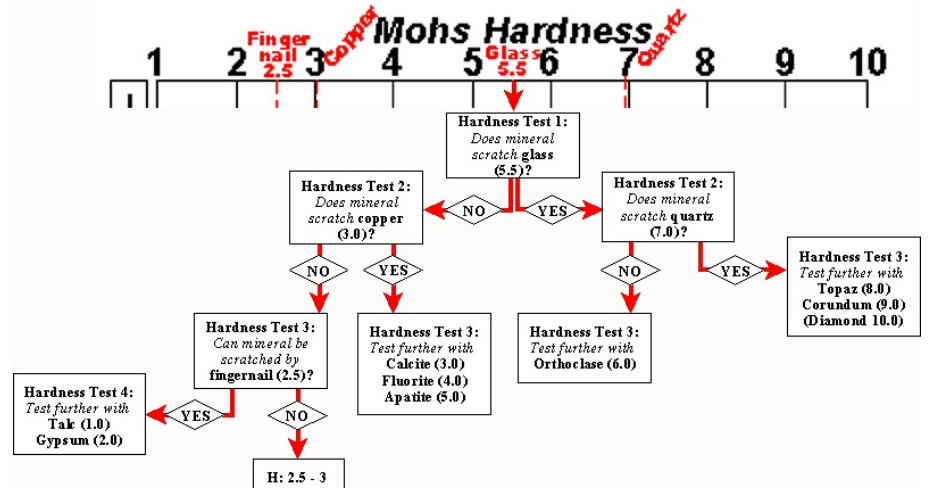 Mohs Hardness
Finger
nail
2.5
Copper
Glass
5.5
Quartz
1 2 3 4 5 6 7 8 9 10
Hardness Test 1:
Does mineral
scratch glass
(5.5)?
Hardness Test 2:
Does mineral
scratch copper
(3.0)?
NO
YES
Hardness Test 2:
Does mineral
scratch quartz
(7.0)?
NO
YES
NO
YES
Hardness Test 3:
Test further with
Topaz (8.0)
Corundum (9.0)
(Diamond 10.0)
Hardness Test 3:
Can mineral be
scratched by
fingernail (2.5)?
Hardness Test 3:
Test further with
Calcite (3.0)
Fluorite (4.0)
Apatite (5.0)
Hardness Test 3:
Test further with
Orthoclase (6.0)
Hardness Test 4:
Test further with
Talc (1.0)
Gypsum (2.0)
YES
NO
H: 2.5 - 3